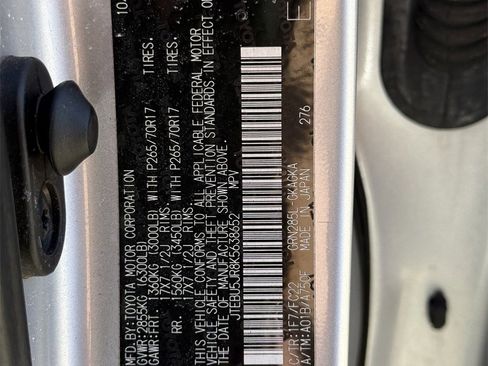 MFD BY:TOYOTA MOTOR CORPORATION 10
GVWR:2855KG (6300LB)
GAWR:FRT. 1360KG (3000LB) WITH P265/70R17 TIRES.
17X7 1/2J RIMS.
RR. 1560KG (3450LB) WITH P265/70R17 TIRES.
17X7 1/2J RIMS.
THIS VEHICLE CONFORMS TO ALL APPLICABLE FEDERAL MOTOR
VEHICLE SAFETY AND THEFT PREVENTION STANDARDS IN EFFECT
ON THE DATE OF MANUFACTURE SHOWN ABOVE.
JTEBU5JR8K5638652 MPV
276
C/TR:1F7/FC22 GRN285L-GKAGKA
A/TM:A01B/A750F MADE IN JAPAN